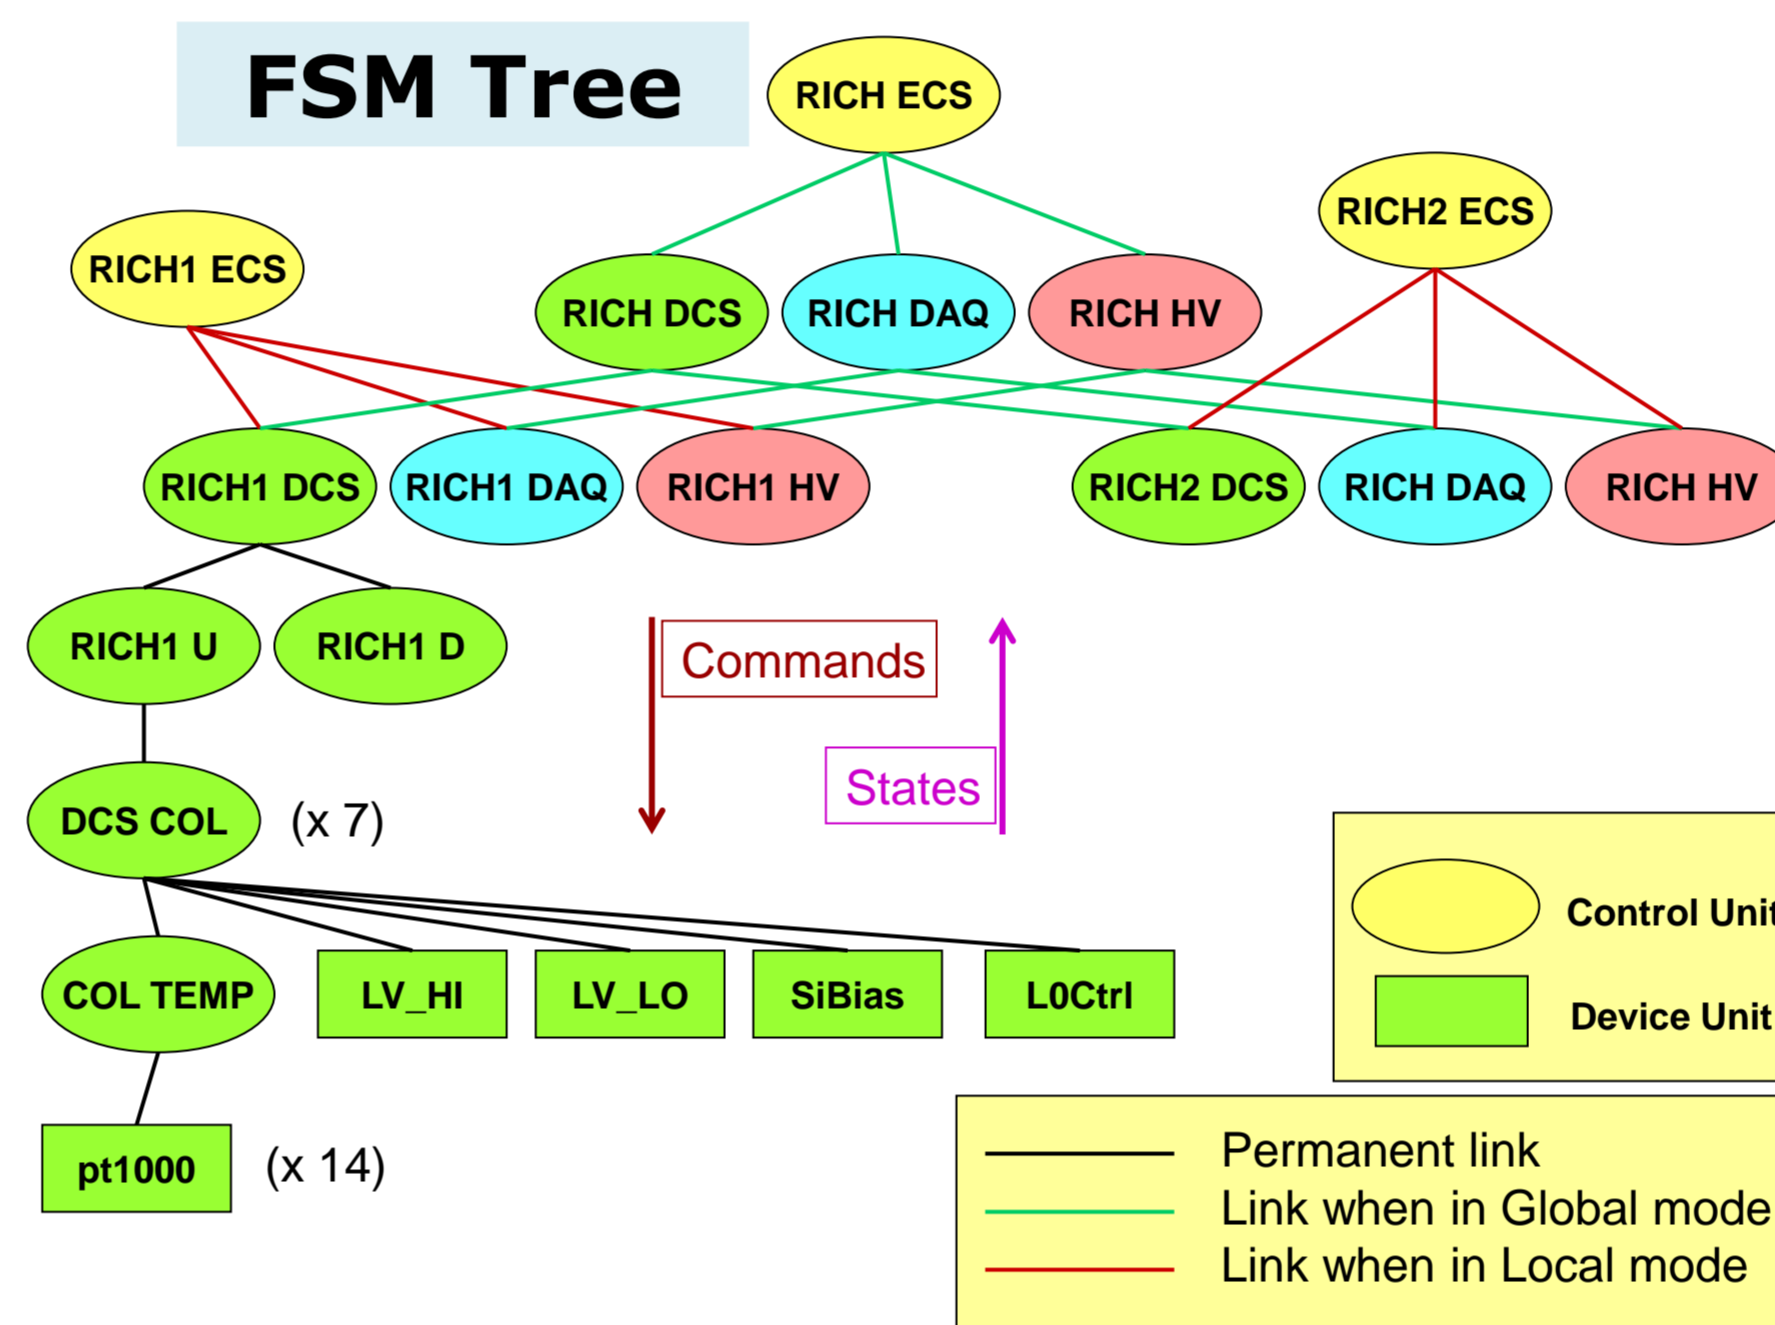 FSM Tree
RICH ECS
RICH2 ECS
RICH1 ECS
RICH DCS
RICH DAQ
RICH HV
RICH1 DCS
RICH1 DAQ
RICH1 HV
RICH2 DCS
RICH DAQ
RICH HV
RICH1 U
RICH1 D
Commands
States
DCS COL
(x 7)
Control Unit
COL TEMP
LV_HI
LV_LO
SiBias
L0Ctrl
Device Unit
pt1000
(x 14)
Permanent link
Link when in Global mode
Link when in Local mode